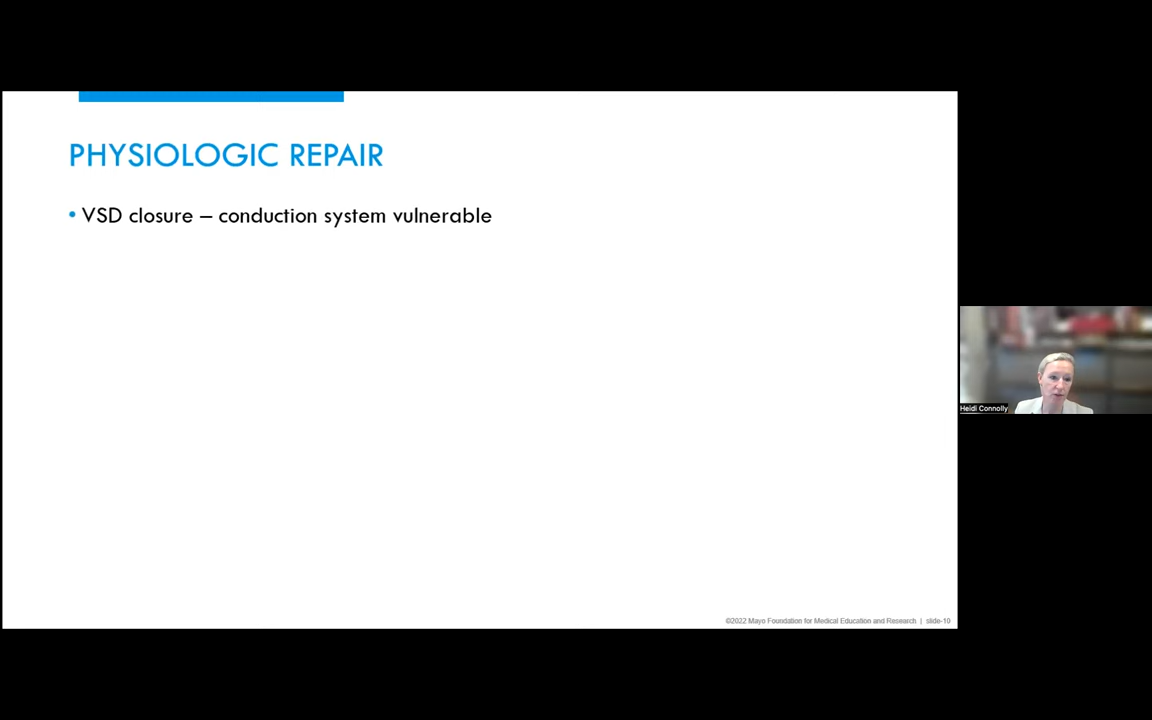 PHYSIOLOGIC REPAIR
• VSD closure – conduction system vulnerable
Heidi Connolly
©2022 Mayo Foundation for Medical Education and Research | slide-10